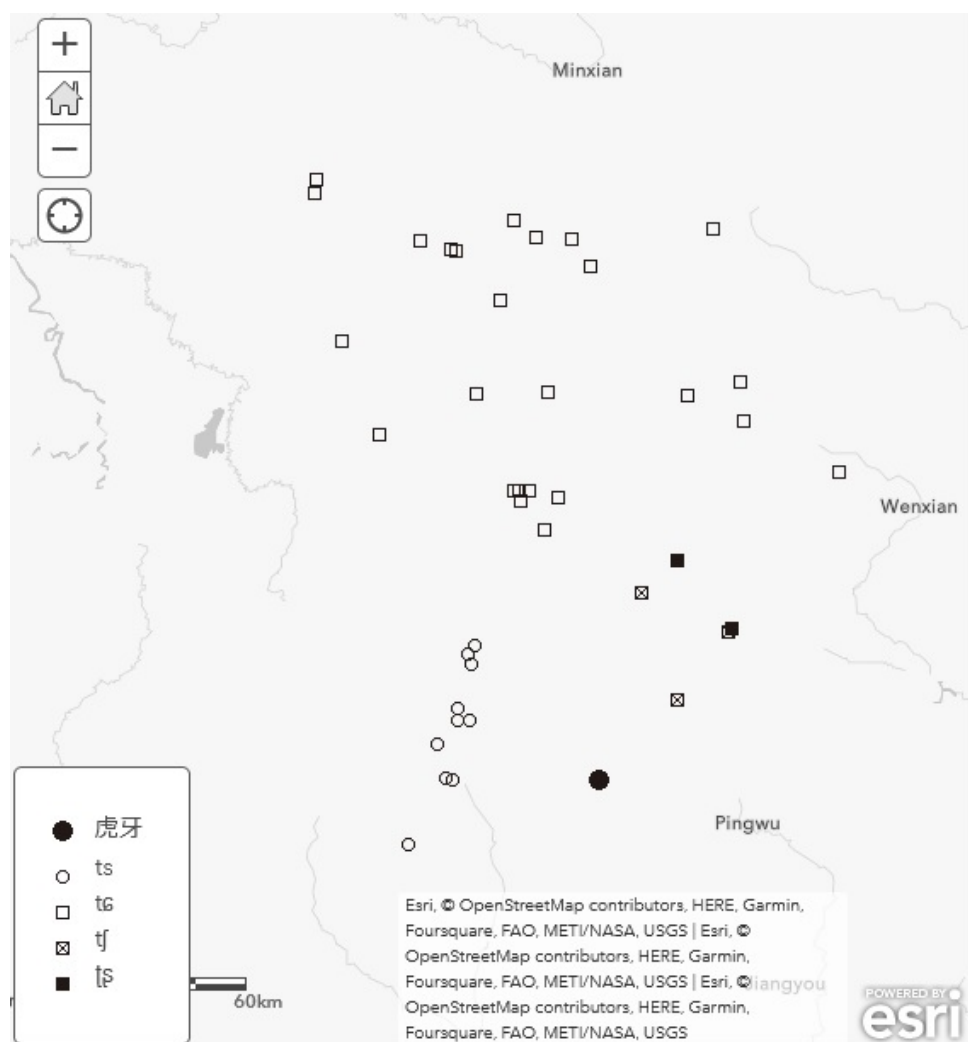 +
−
Minxian
Wenxian
Pingwu
虎牙
ts
tɕ
tʃ
ʈʂ
60km
Esri, © OpenStreetMap contributors, HERE, Garmin,
Foursquare, FAO, METI/NASA, USGS | Esri, ©
OpenStreetMap contributors, HERE, Garmin,
Foursquare, FAO, METI/NASA, USGS | Esri, ©
OpenStreetMap contributors, HERE, Garmin,
Foursquare, FAO, METI/NASA, USGS
Jiangyou
POWERED BY
esri